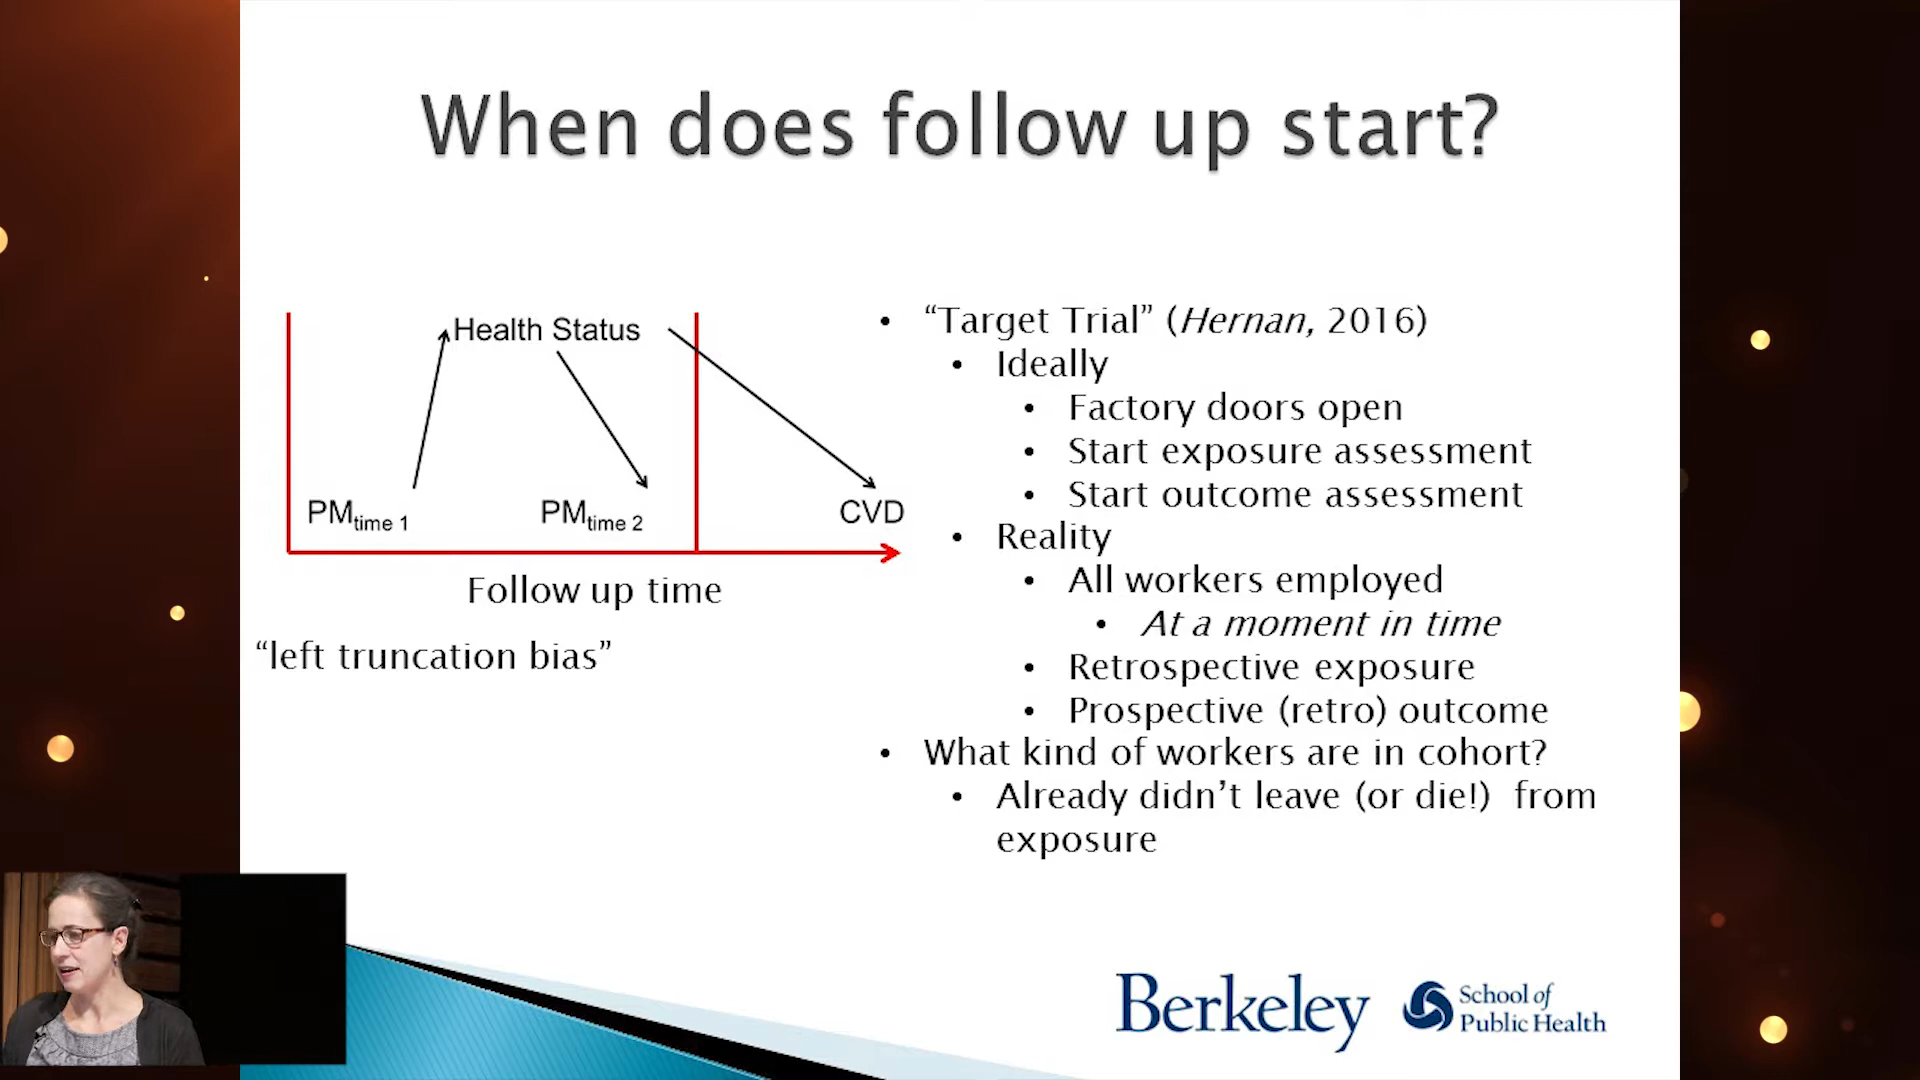 When does follow up start?
Health Status
PMtime 1
PMtime 2
CVD
Follow up time
“left truncation bias”
• “Target Trial” (Hernan, 2016)
• Ideally
• Factory doors open
• Start exposure assessment
• Start outcome assessment
• Reality
• All workers employed
• At a moment in time
• Retrospective exposure
• Prospective (retro) outcome
• What kind of workers are in cohort?
• Already didn’t leave (or die!) from
exposure
Berkeley
School of
Public Health